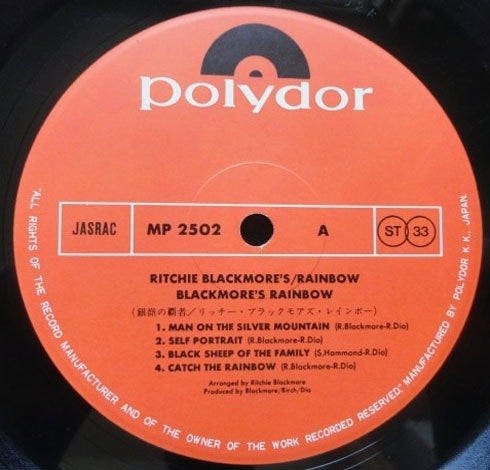 polydor
JASRAC
MP 2502
A
ST 33
RITCHIE BLACKMORE'S/RAINBOW
BLACKMORE'S RAINBOW
(銀嶺の覇者/リッチー・ブラックモアズ・レインボー)
1. MAN ON THE SILVER MOUNTAIN (R.Blackmore-R.Dio)
2. SELF PORTRAIT (R.Blackmore-R.Dio)
3. BLACK SHEEP OF THE FAMILY (S.Hammond-R.Dio)
4. CATCH THE RAINBOW (R.Blackmore-R.Dio)
Arranged by Ritchie Blackmore
Produced by Blackmore/Birch/Dio
"ALL RIGHTS OF THE RECORD MANUFACTURER AND OF THE OWNER OF THE WORK RECORDED RESERVED." MANUFACTURED BY POLYDOR K.K., JAPAN.